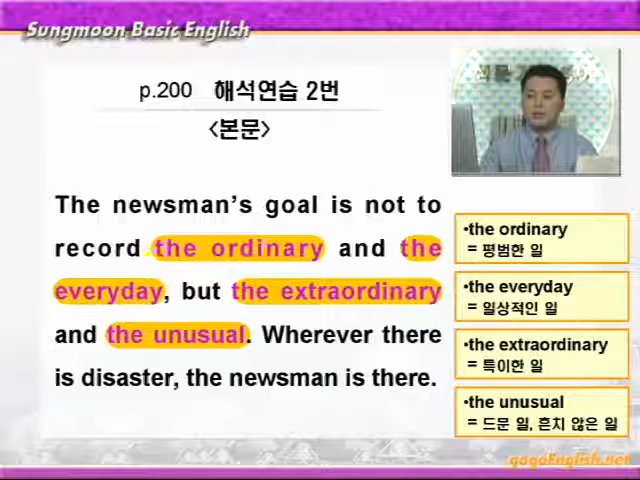 Sungmoon Basic English
p.200 해석연습 2번
<본문>
The newsman's goal is not to
record the ordinary and the
everyday, but the extraordinary
and the unusual. Wherever there
is disaster, the newsman is there.
•the ordinary
= 평범한 일
•the everyday
= 일상적인 일
•the extraordinary
= 특이한 일
•the unusual
= 드문 일, 흔치 않은 일
gogoEnglish.net